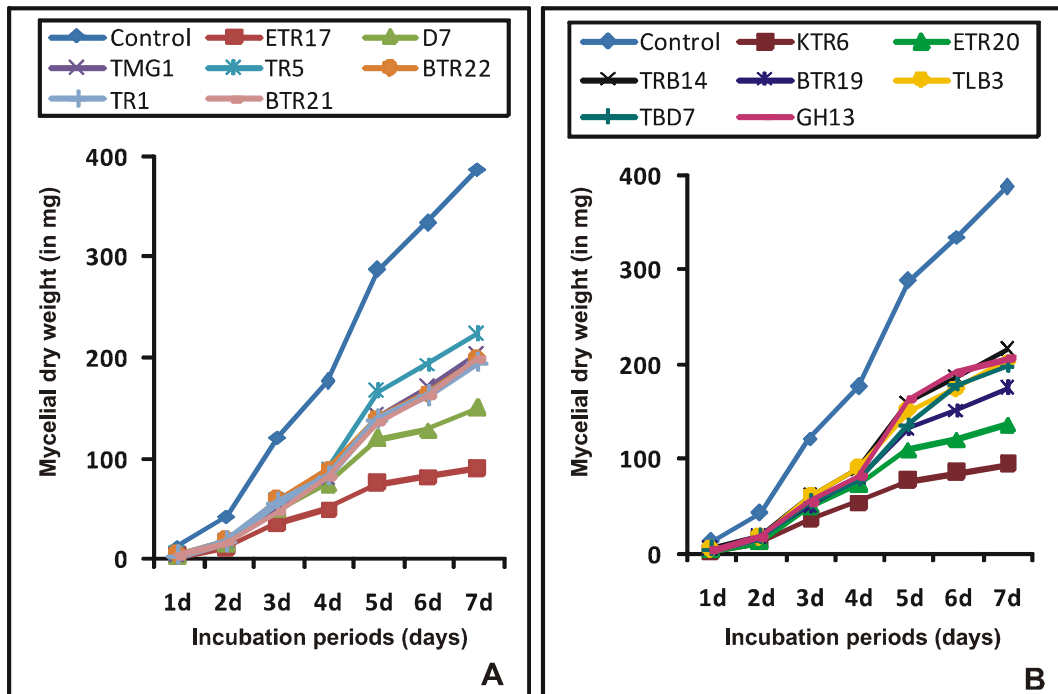 Control ETR17 D7
TMG1 TR5 BTR22
TR1 BTR21
Mycelial dry weight (in mg)
400
300
200
100
0
1d 2d 3d 4d 5d 6d 7d
Incubation periods (days)
A
Control KTR6 ETR20
TRB14 BTR19 TLB3
TBD7 GH13
Mycelial dry weight (in mg)
400
300
200
100
0
1d 2d 3d 4d 5d 6d 7d
Incubation periods (days)
B